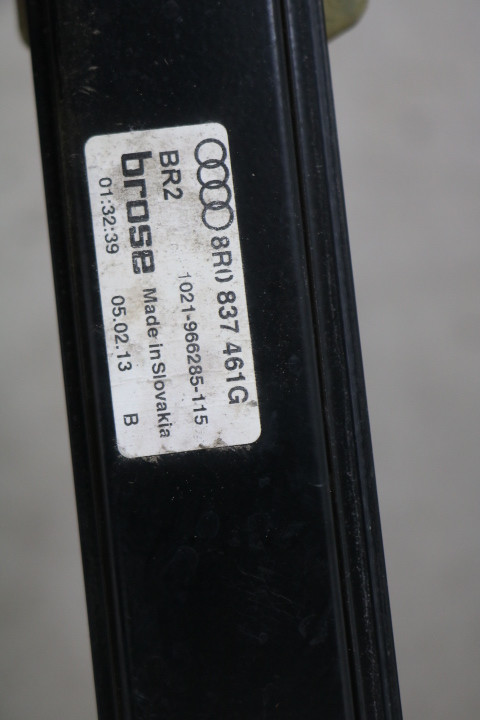 8R0 837 461G
BR2 1021-966285-115
brose Made in Slovakia
01:32:39 05.02.13 B